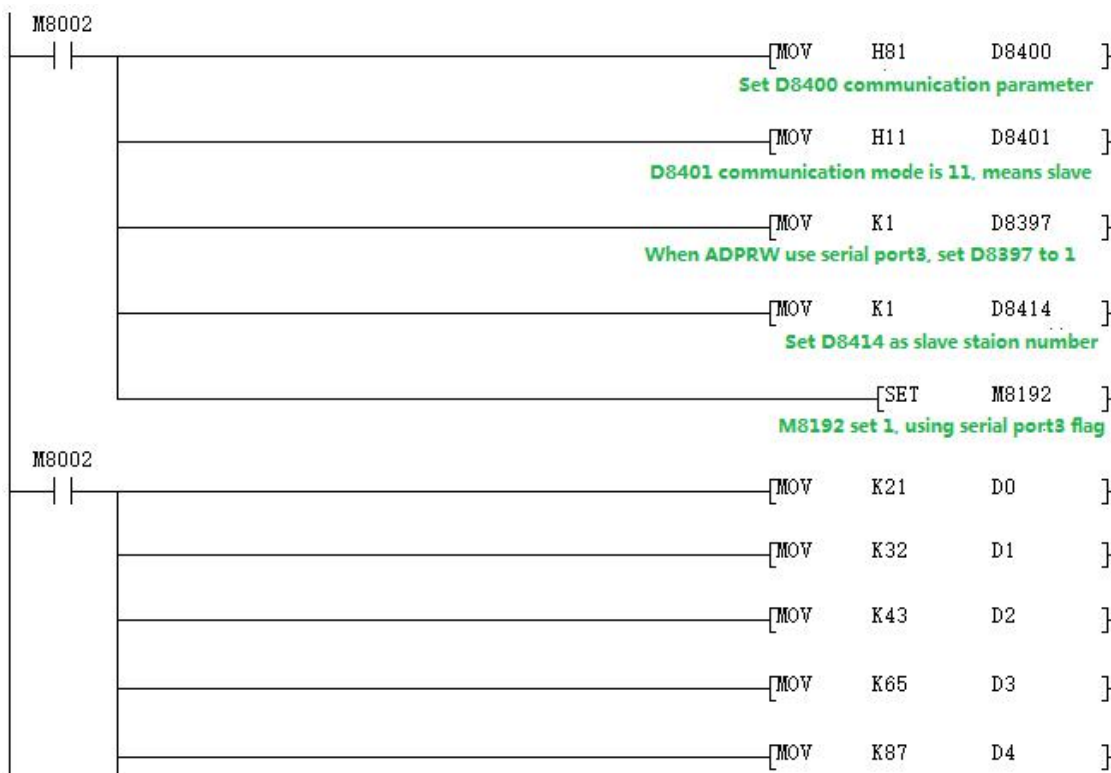 M8002
[MOV H81 D8400 ]
Set D8400 communication parameter
[MOV H11 D8401 ]
D8401 communication mode is 11, means slave
[MOV K1 D8397 ]
When ADPRW use serial port3, set D8397 to 1
[MOV K1 D8414 ]
Set D8414 as slave staion number
[SET M8192 ]
M8192 set 1, using serial port3 flag
M8002
[MOV K21 D0 ]
[MOV K32 D1 ]
[MOV K43 D2 ]
[MOV K65 D3 ]
[MOV K87 D4 ]